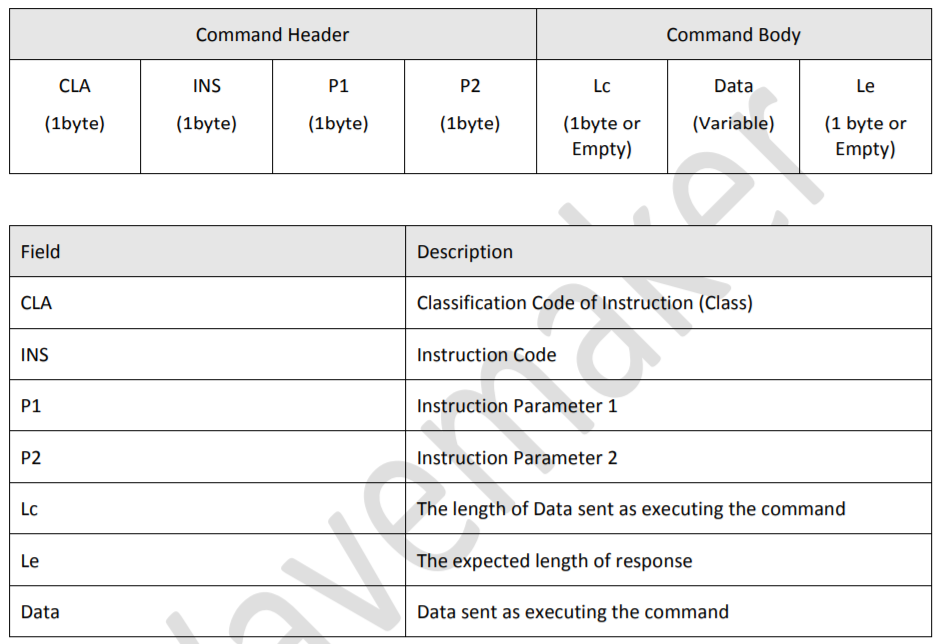 Command Header Command Body
CLA INS P1 P2 Lc Data Le
(1byte) (1byte) (1byte) (1byte) (1byte or (Variable) (1 byte or
Empty) Empty)
Field Description
CLA Classification Code of Instruction (Class)
INS Instruction Code
P1 Instruction Parameter 1
P2 Instruction Parameter 2
Lc The length of Data sent as executing the command
Le The expected length of response
Data Data sent as executing the command
avemaker